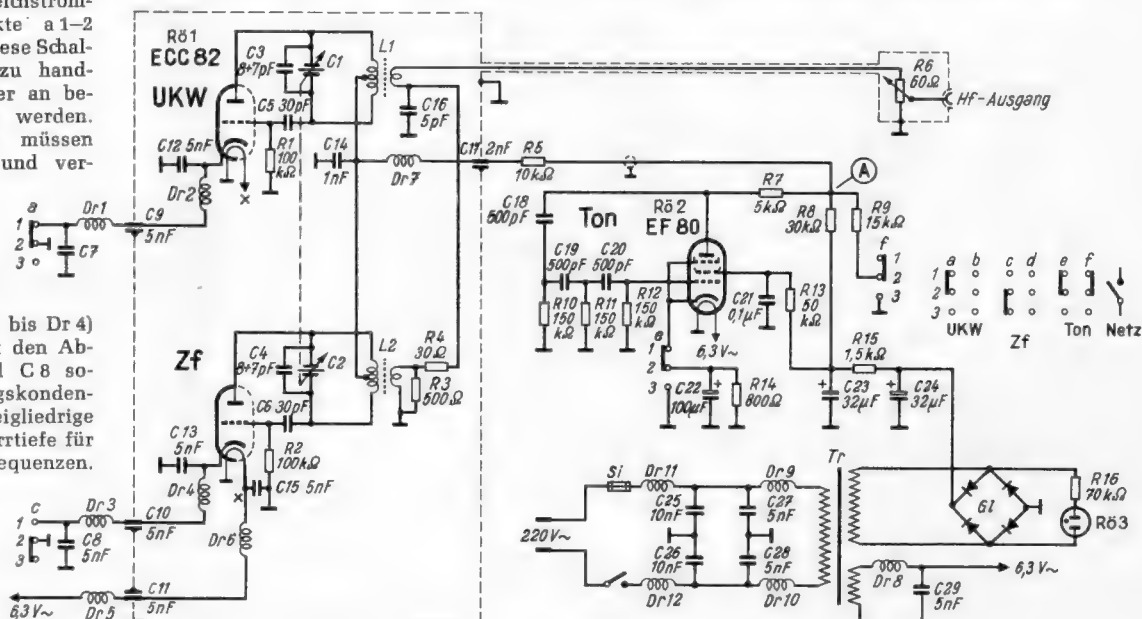 eichstrom-
kte a 1–2
ese Schal-
zu hand-
er an be-
werden.
müssen
und ver-
bis Dr 4)
den Ab-
C 8 so-
gskonden-
eigliedrige
rrtiefe für
equenzen.
Rö1
ECC 82
UKW
C3
8+7pF
C1
L1
C5 30pF
C12 5nF
R1
100
kΩ
C14
1nF
Dr7
C16
5pF
C17 2nF
R5
10kΩ
R6
60Ω
Hf-Ausgang
Dr2
x
a
1
2
3
Dr1
C7
C9
5nF
A
R7
5kΩ
R8
30kΩ
R9
15kΩ
f
1
2
3
C18
500pF
Ton
Rö2
EF 80
C19
500pF
C20
500pF
R10
150
kΩ
R11
150
kΩ
R12
150
kΩ
C21
0,1µF
R13
50
kΩ
6,3V~
e
1
2
3
C22
100µF
R14
800Ω
R15
1,5kΩ
C23
32µF
C24
32µF
a b c d e f
1
2
3
UKW
Zf
Ton
Netz
Zf
C4
8+7pF
C2
L2
R4
30Ω
R3
500Ω
C6 30pF
C13
5nF
R2
100kΩ
C15 5nF
x
Dr4
Dr6
c
1
2
3
Dr3
C8
5nF
C10
5nF
C11
5nF
6,3V~
Dr5
220V~
Si
Dr11
Dr9
C25
10nF
C27
5nF
C26
10nF
C28
5nF
Dr12
Dr10
Tr
Gl
R16
70kΩ
Rö3
Dr8
6,3V~
C29
5nF